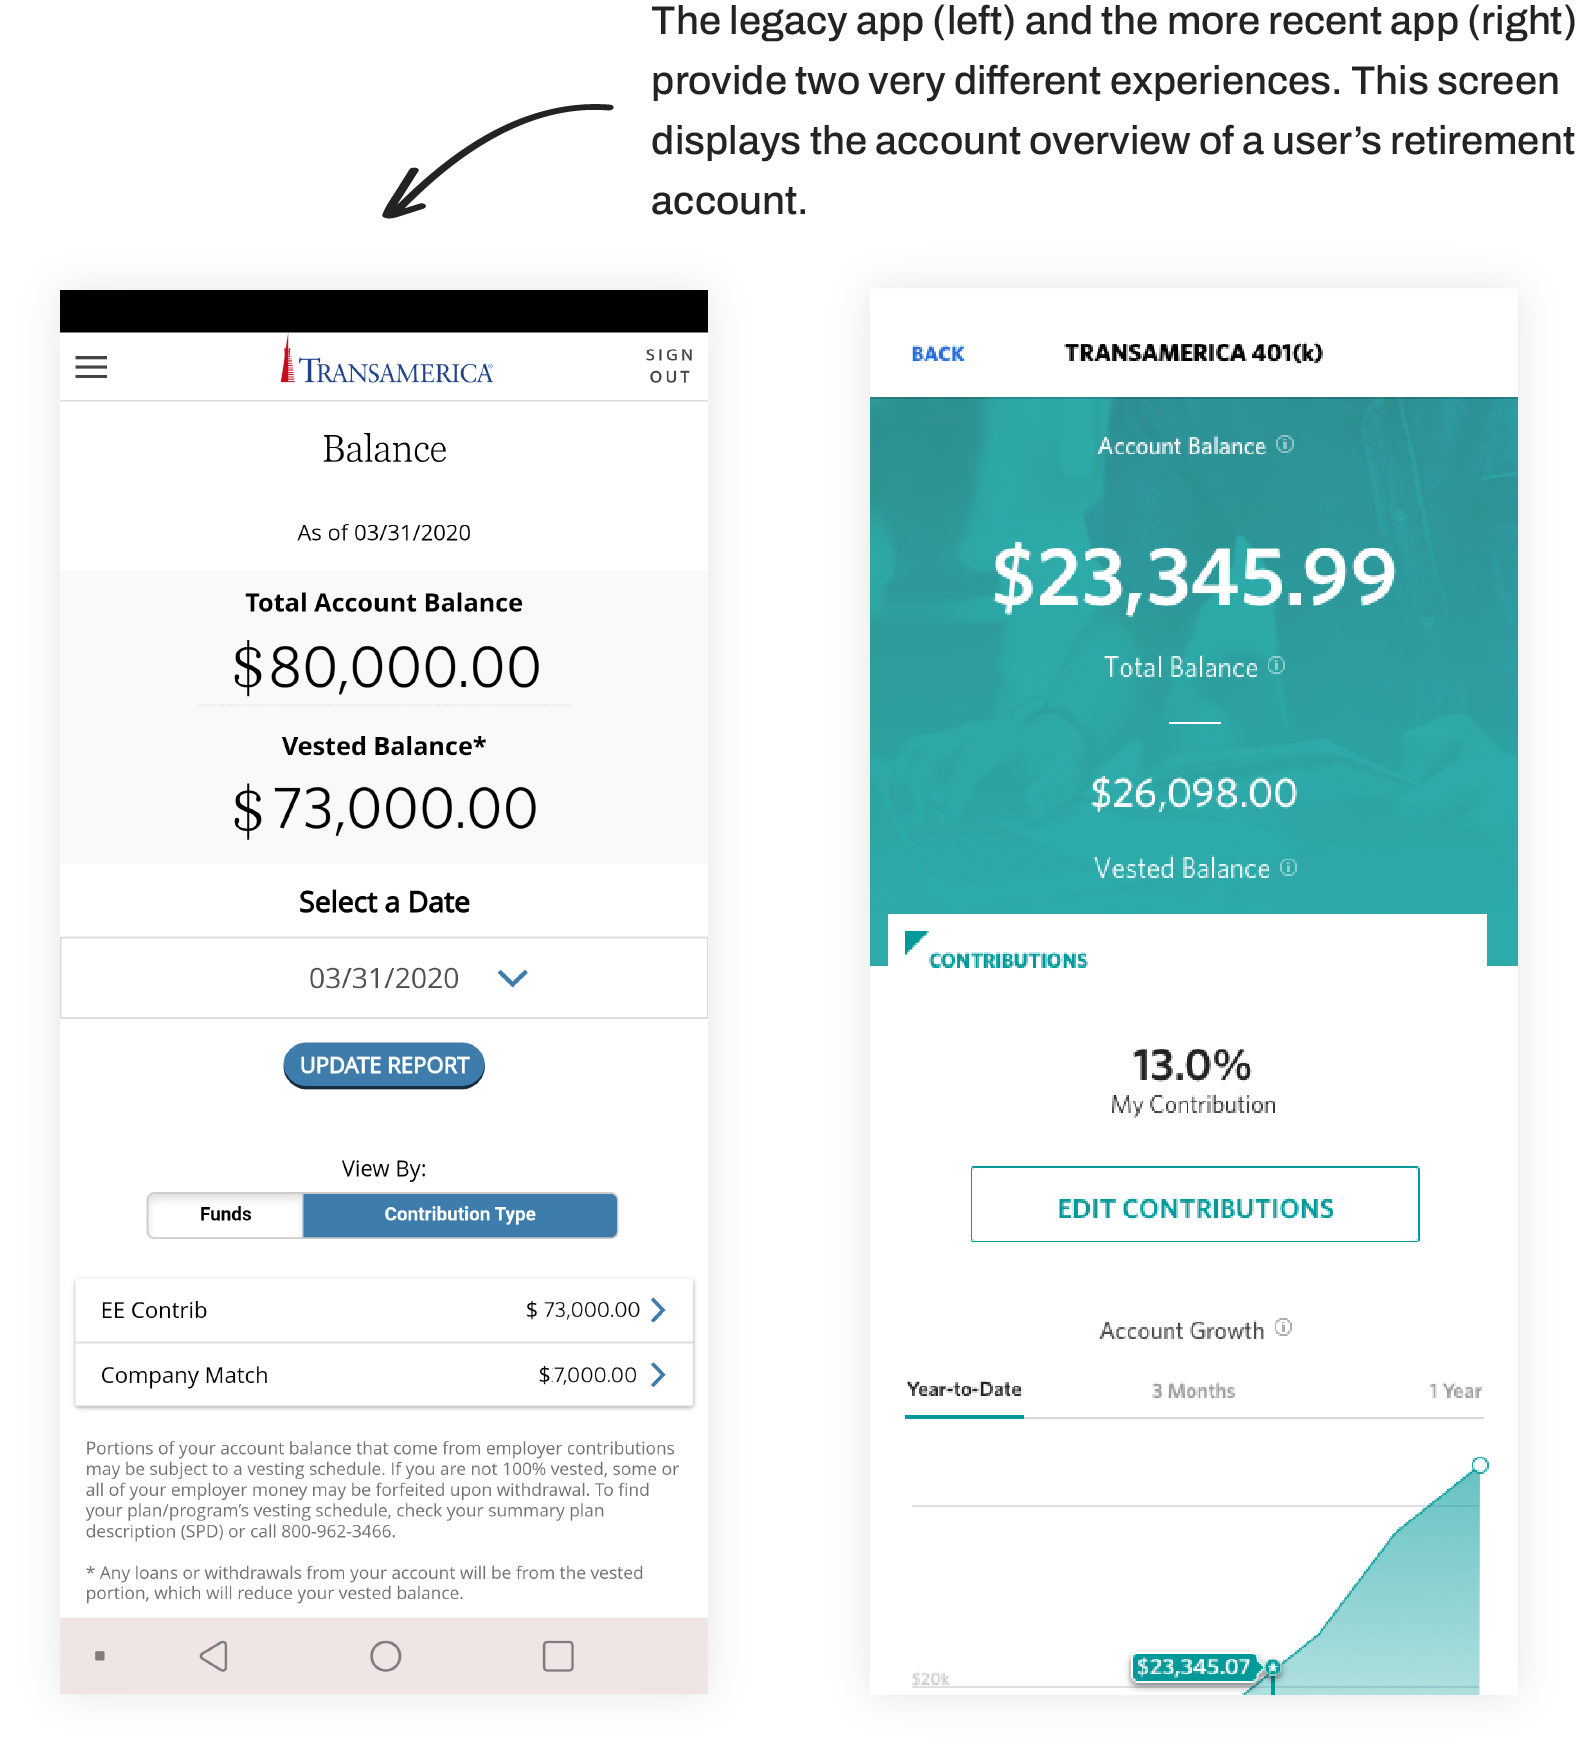 The legacy app (left) and the more recent app (right)
provide two very different experiences. This screen
displays the account overview of a user’s retirement
account.
TRANSAMERICA®
SIGN
OUT
Balance
As of 03/31/2020
Total Account Balance
$80,000.00
Vested Balance*
$73,000.00
Select a Date
03/31/2020
UPDATE REPORT
View By:
Funds
Contribution Type
EE Contrib $ 73,000.00
Company Match $7,000.00
Portions of your account balance that come from employer contributions
may be subject to a vesting schedule. If you are not 100% vested, some or
all of your employer money may be forfeited upon withdrawal. To find
your plan/program’s vesting schedule, check your summary plan
description (SPD) or call 800-962-3466.
* Any loans or withdrawals from your account will be from the vested
portion, which will reduce your vested balance.
BACK TRANSAMERICA 401(k)
Account Balance
$23,345.99
Total Balance
$26,098.00
Vested Balance
CONTRIBUTIONS
13.0%
My Contribution
EDIT CONTRIBUTIONS
Account Growth
Year-to-Date 3 Months 1 Year
$23,345.07
$20k